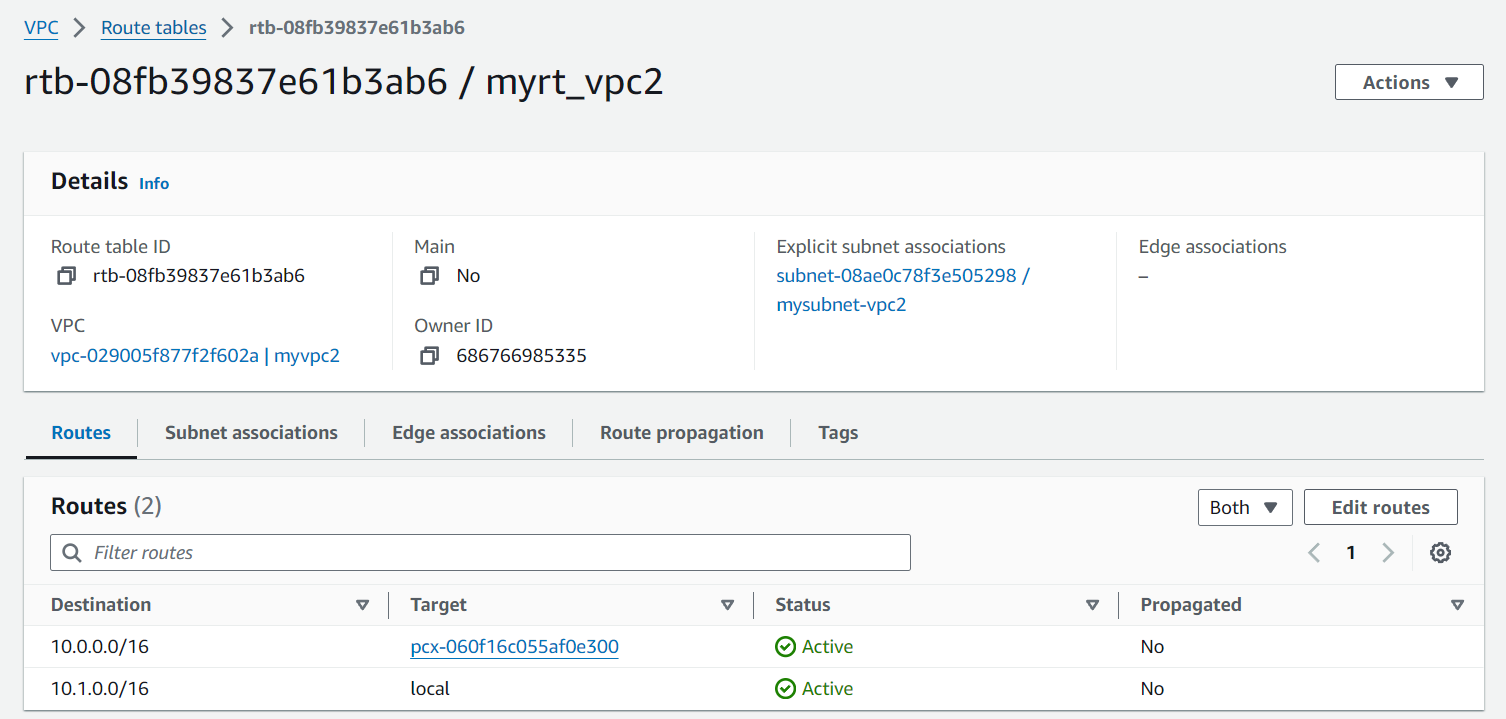 VPC > Route tables > rtb-08fb39837e61b3ab6
rtb-08fb39837e61b3ab6 / myrt_vpc2
Actions
Details Info
Route table ID
rtb-08fb39837e61b3ab6
Main
No
Explicit subnet associations
subnet-08ae0c78f3e505298 /
mysubnet-vpc2
Edge associations
–
VPC
vpc-029005f877f2f602a | myvpc2
Owner ID
686766985335
Routes Subnet associations Edge associations Route propagation Tags
Routes (2)
Both Edit routes
Filter routes
1
Destination Target Status Propagated
10.0.0.0/16 pcx-060f16c055af0e300 Active No
10.1.0.0/16 local Active No